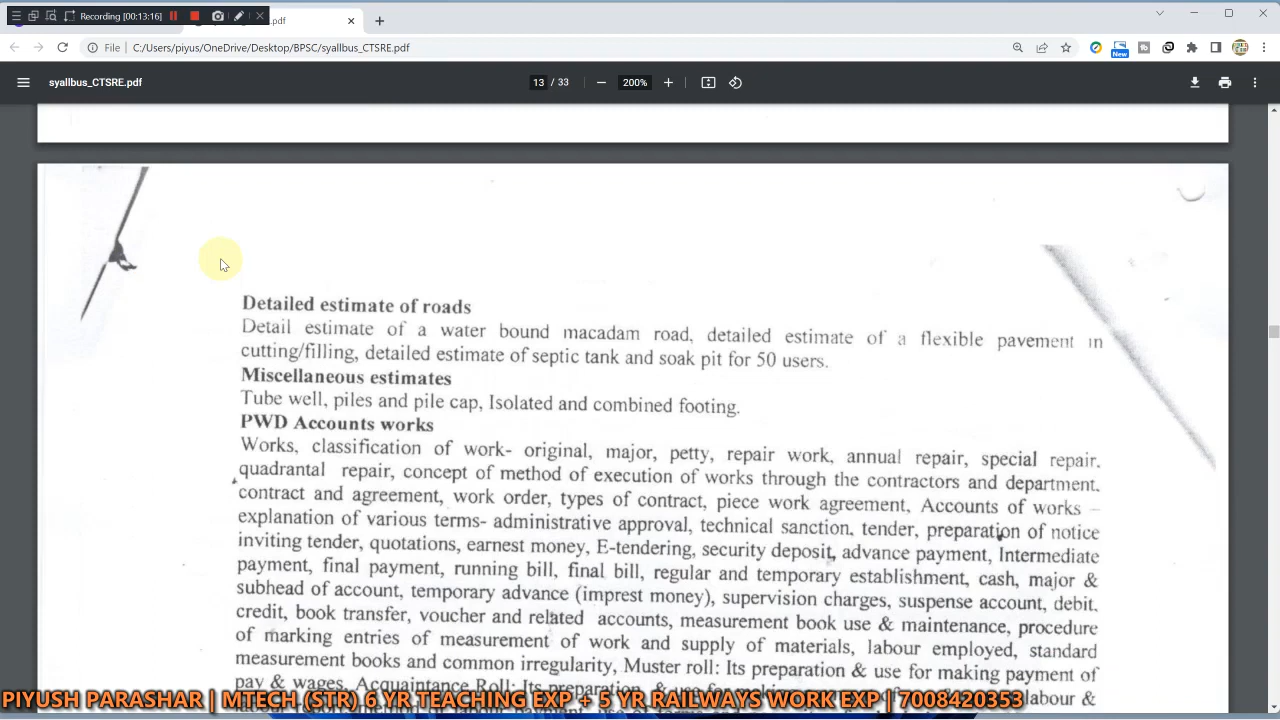 Recording [00:13:16]
.pdf
File C:/Users/piyus/OneDrive/Desktop/BPSC/syallbus_CTSRE.pdf
New
syallbus_CTSRE.pdf
13 / 33
200%
Detailed estimate of roads
Detail estimate of a water bound macadam road, detailed estimate of a flexible pavement in
cutting/filling, detailed estimate of septic tank and soak pit for 50 users.
Miscellaneous estimates
Tube well, piles and pile cap, Isolated and combined footing.
PWD Accounts works
Works, classification of work- original, major, petty, repair work, annual repair, special repair.
quadrantal repair, concept of method of execution of works through the contractors and department.
contract and agreement, work order, types of contract, piece work agreement, Accounts of works –
explanation of various terms- administrative approval, technical sanction. tender, preparation of notice
inviting tender, quotations, earnest money, E-tendering, security deposit, advance payment, Intermediate
payment, final payment, running bill, final bill, regular and temporary establishment, cash, major &
subhead of account, temporary advance (imprest money), supervision charges, suspense account, debit.
credit, book transfer, voucher and related accounts, measurement book use & maintenance, procedure
of marking entries of measurement of work and supply of materials, labour employed, standard
measurement books and common irregularity, Muster roll: Its preparation & use for making payment of
pay & wages, Acquaintance Roll: Its preparation & use for labour &
PIYUSH PARASHAR | MTECH (STR) 6 YR TEACHING EXP + 5 YR RAILWAYS WORK EXP | 7008420353